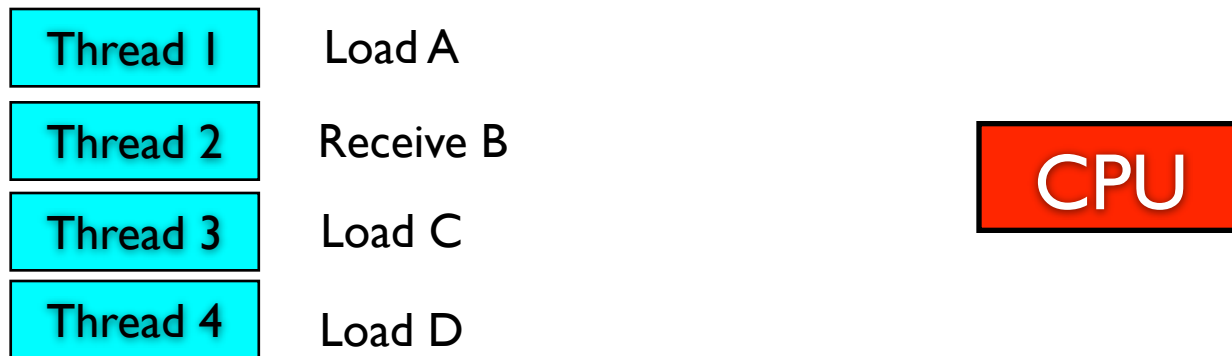 Thread 1 Load A
Thread 2 Receive B
CPU
Thread 3 Load C
Thread 4 Load D